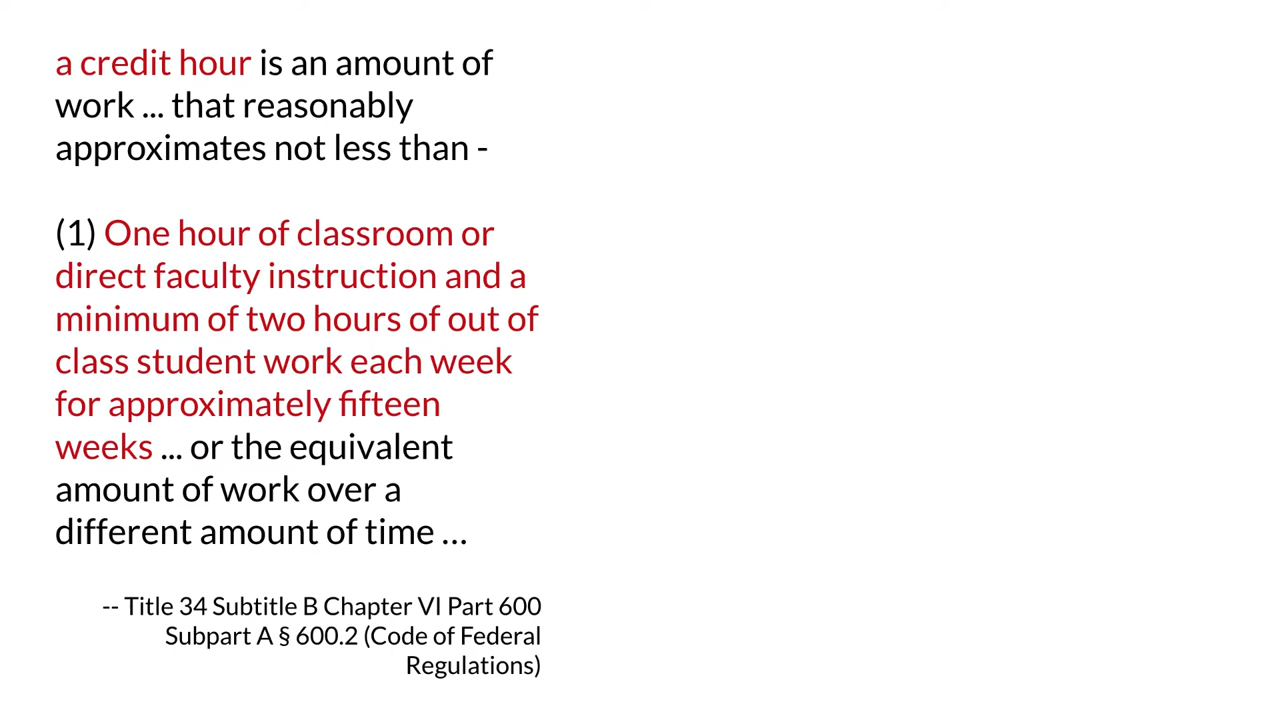 a credit hour is an amount of
work ... that reasonably
approximates not less than -
(1) One hour of classroom or
direct faculty instruction and a
minimum of two hours of out of
class student work each week
for approximately fifteen
weeks ... or the equivalent
amount of work over a
different amount of time ...
-- Title 34 Subtitle B Chapter VI Part 600
Subpart A § 600.2 (Code of Federal
Regulations)